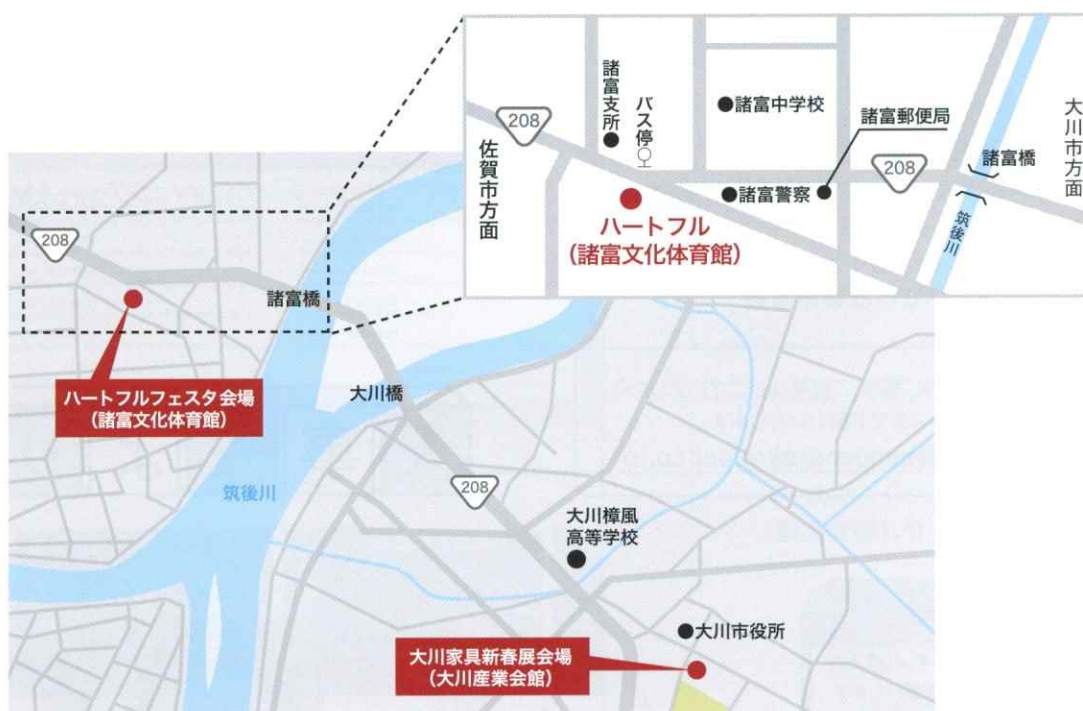 208
諸富支所
バス停
諸富中学校
諸富郵便局
大川市方面
佐賀市方面
208
諸富橋
諸富警察
筑後川
ハートフル
(諸富文化体育館)
208
諸富橋
ハートフルフェスタ会場
(諸富文化体育館)
大川橋
筑後川
208
大川樟風
高等学校
大川市役所
大川家具新春展会場
(大川産業会館)